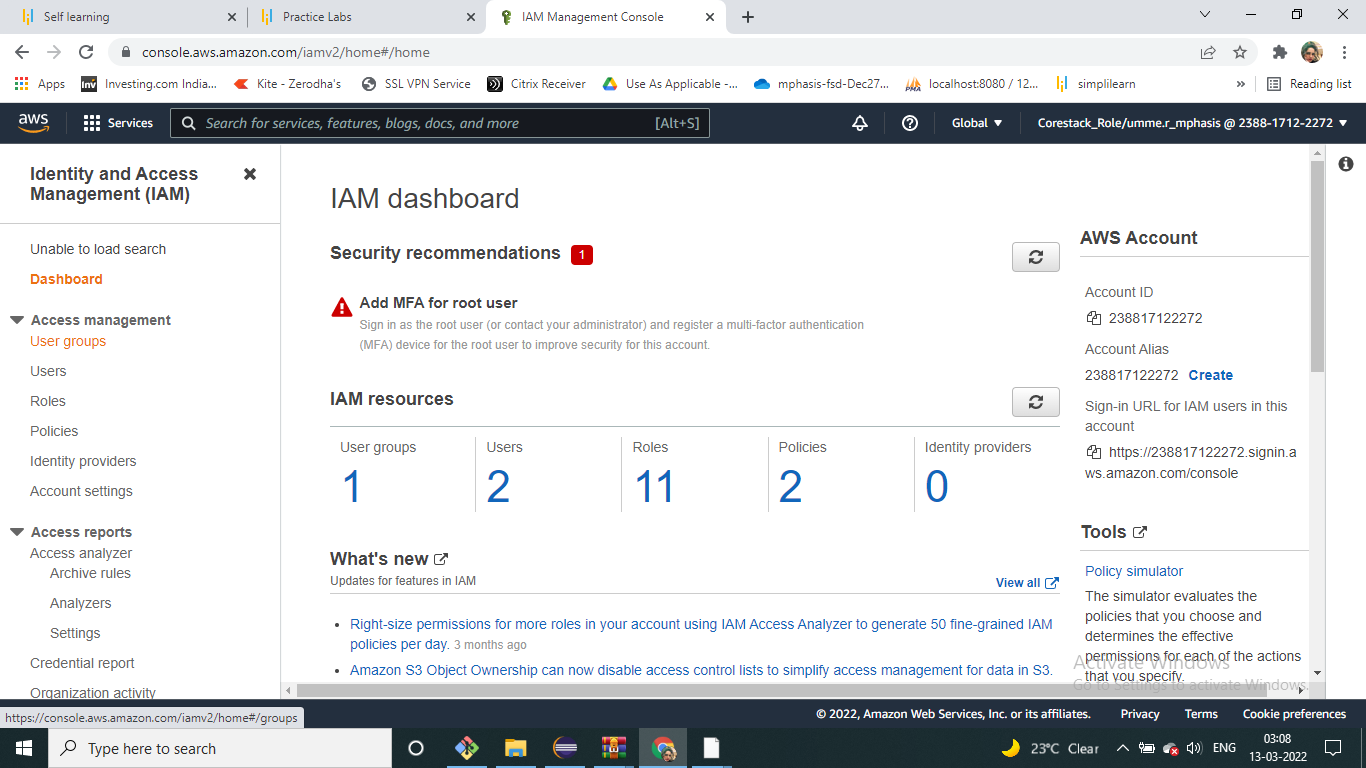 Self learning
Practice Labs
IAM Management Console
console.aws.amazon.com/iamv2/home#/home
Apps
inv Investing.com India...
Kite - Zerodha's
SSL VPN Service
Citrix Receiver
Use As Applicable -...
mphasis-fsd-Dec27...
localhost:8080 / 12...
simplilearn
»
Reading list
aws
Services
Search for services, features, blogs, docs, and more
[Alt+S]
Global
Corestack_Role/umme.r_mphasis @ 2388-1712-2272
Identity and Access
Management (IAM)
Unable to load search
Dashboard
Access management
User groups
Users
Roles
Policies
Identity providers
Account settings
Access reports
Access analyzer
Archive rules
Analyzers
Settings
Credential report
Organization activity
https://console.aws.amazon.com/iamv2/home#/groups
IAM dashboard
Security recommendations 1
Add MFA for root user
Sign in as the root user (or contact your administrator) and register a multi-factor authentication
(MFA) device for the root user to improve security for this account.
IAM resources
User groups
1
Users
2
Roles
11
Policies
2
Identity providers
0
What's new
Updates for features in IAM
View all
• Right-size permissions for more roles in your account using IAM Access Analyzer to generate 50 fine-grained IAM
policies per day. 3 months ago
• Amazon S3 Object Ownership can now disable access control lists to simplify access management for data in S3.
AWS Account
Account ID
238817122272
Account Alias
238817122272 Create
Sign-in URL for IAM users in this
account
https://238817122272.signin.a
ws.amazon.com/console
Tools
Policy simulator
The simulator evaluates the
policies that you choose and
determines the effective
permissions for each of the actions
that you specify.
Activate Windows
Go to Settings to activate Windows.
© 2022, Amazon Web Services, Inc. or its affiliates.
Privacy
Terms
Cookie preferences
Type here to search
23°C Clear
ENG
03:08
13-03-2022